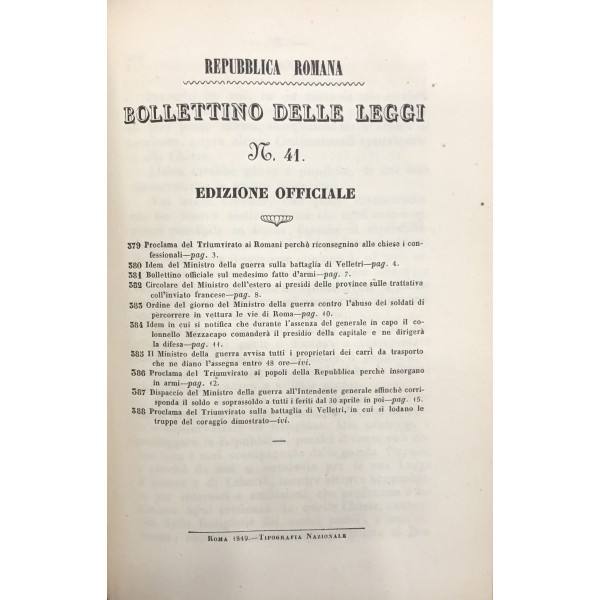 REPUBBLICA ROMANA
BOLLETTINO DELLE LEGGI
N. 41.
EDIZIONE OFFICIALE
379 Proclama del Triumvirato ai Romani perchè riconsegnino alle chiese i con-
fessionali—pag. 3.
380 Idem del Ministro della guerra sulla battaglia di Velletri—pag. 4.
381 Bollettino officiale sul medesimo fatto d'armi—pag. 7.
382 Circolare del Ministro dell'estero ai presidi delle province sulle trattativa
coll'inviato francese—pag. 8.
383 Ordine del giorno del Ministro della guerra contro l'abuso dei soldati di
percorrere in vettura le vie di Roma—pag. 10.
384 Idem in cui si notifica che durante l'assenza del generale in capo il co-
lonnello Mezzacapo comanderà il presidio della capitale e ne dirigerà
la difesa—pag. 11.
385 Il Ministro della guerra avvisa tutti i proprietari dei carri da trasporto
che ne diano l'assegna entro 48 ore—ivi.
386 Proclama del Triumvirato ai popoli della Repubblica perchè insorgano
in armi—pag. 12.
387 Dispaccio del Ministro della guerra all'Intendente generale affinchè corri-
sponda il soldo e soprassoldo a tutti i feriti dal 30 aprile in poi—pag. 15.
388 Proclama del Triumvirato sulla battaglia di Velletri, in cui si lodano le
truppe del coraggio dimostrato—ivi.
ROMA 1849.—TIPOGRAFIA NAZIONALE